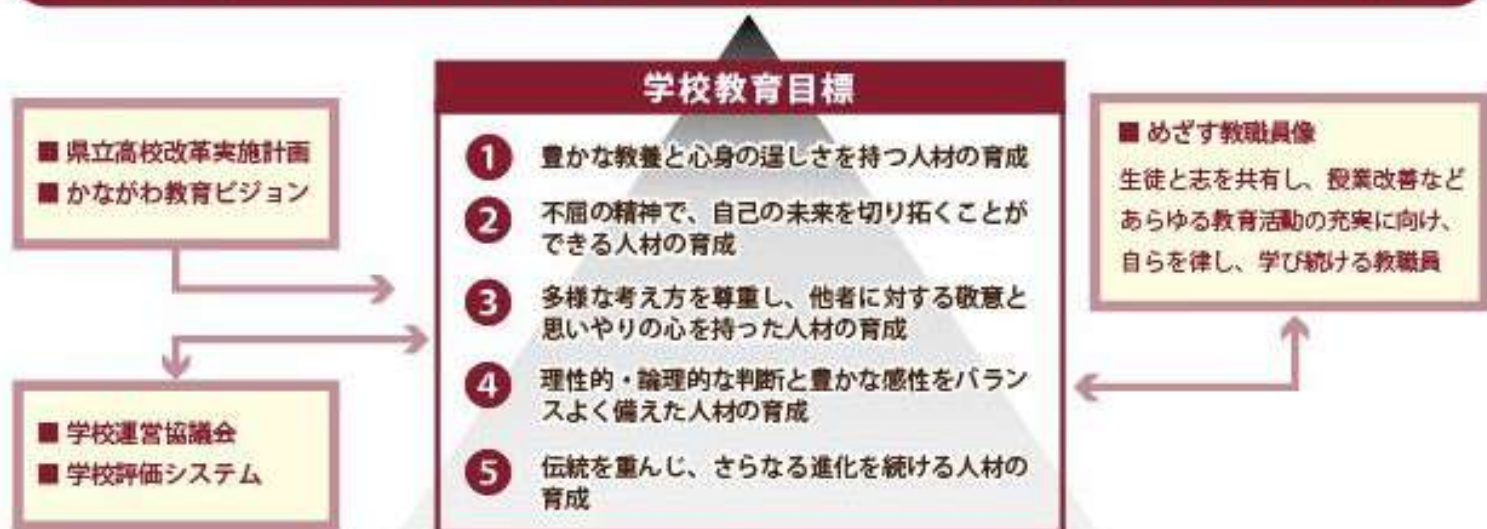 学校教育目標
■ 県立高校改革実施計画
■ かながわ教育ビジョン
1 豊かな教養と心身の逞しさを持つ人材の育成
2 不屈の精神で、自己の未来を切り拓くことが
できる人材の育成
3 多様な考え方を尊重し、他者に対する敬意と
思いやりの心を持った人材の育成
4 理性的・論理的な判断と豊かな感性をバラン
スよく備えた人材の育成
5 伝統を重んじ、さらなる進化を続ける人材の
育成
■ めざす教職員像
生徒と志を共有し、授業改善など
あらゆる教育活動の充実に向け、
自らを律し、学び続ける教職員
■ 学校運営協議会
■ 学校評価システム